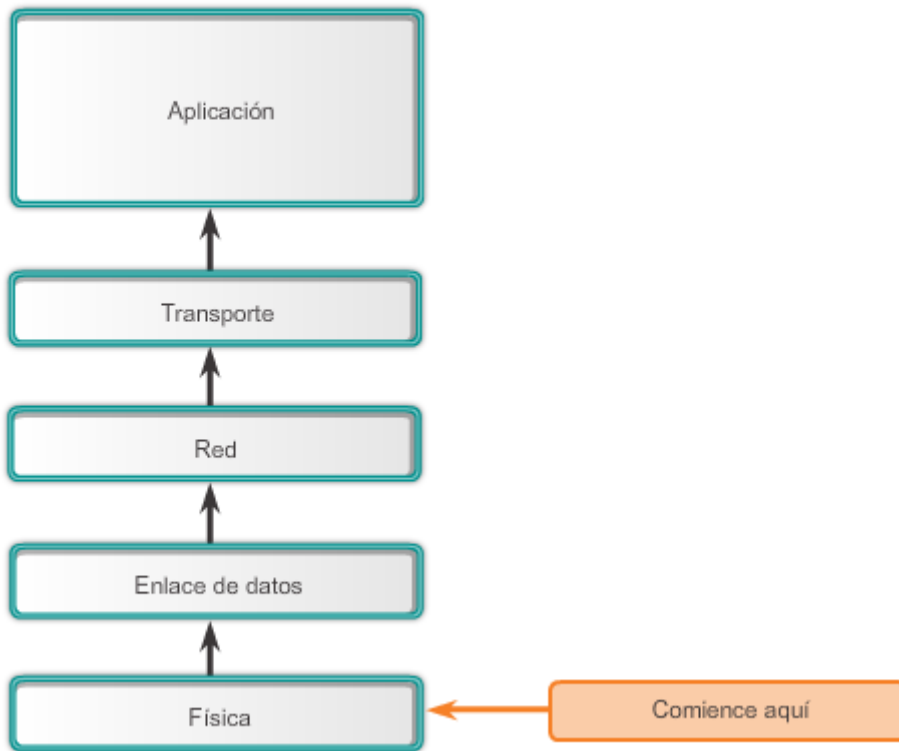 Aplicación
Transporte
Red
Enlace de datos
Física
Comience aquí